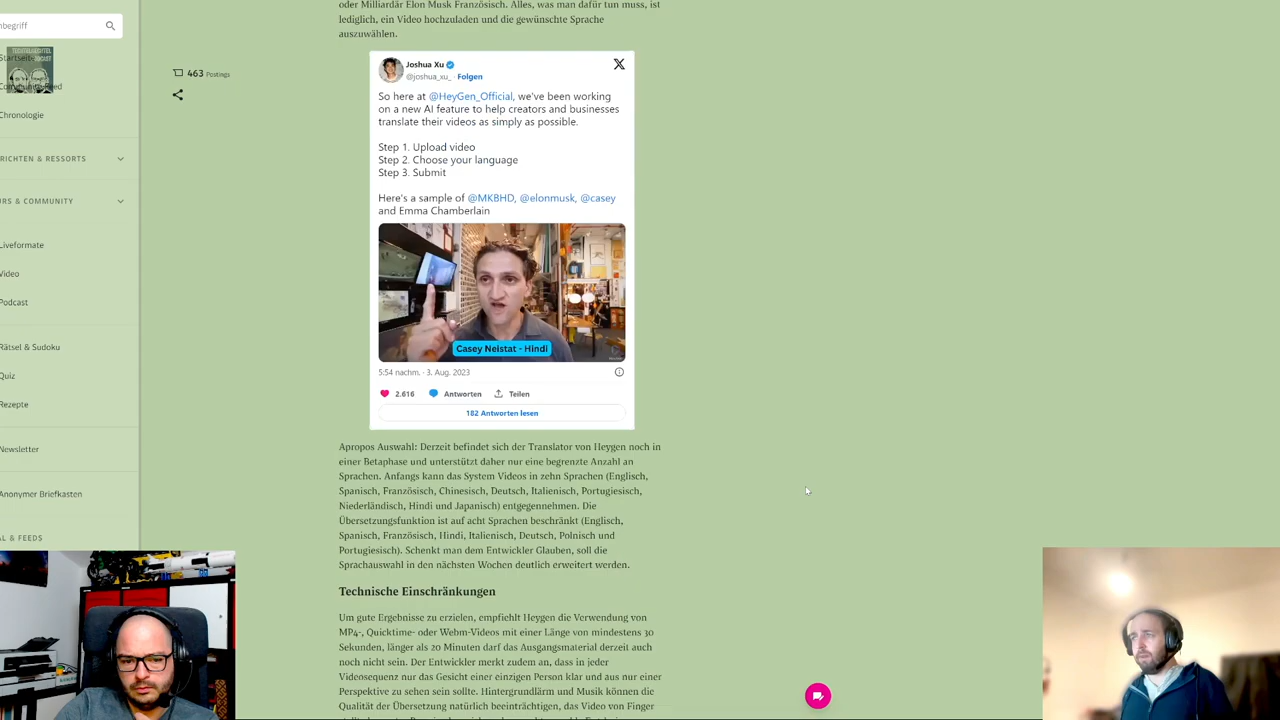 oder Milliardär Elon Musk Französisch. Alles, was man dafür tun muss, ist
lediglich, ein Video hochzuladen und die gewünschte Sprache
auszuwählen.
nbegriff
Startseite
Chronologie
RICHTEN & RESSORTS
RS & COMMUNITY
Liveformate
Video
Podcast
Rätsel & Sudoku
Quiz
Rezepte
Newsletter
Anonymer Briefkasten
AL & FEEDS
463 Postings
Joshua Xu
@joshua_xu_ · Folgen
So here at @HeyGen_Official, we've been working
on a new AI feature to help creators and businesses
translate their videos as simply as possible.
Step 1. Upload video
Step 2. Choose your language
Step 3. Submit
Here's a sample of @MKBHD, @elonmusk, @casey
and Emma Chamberlain
Casey Neistat - Hindi
5:54 nachm. · 3. Aug. 2023
2.616 Antworten Teilen
182 Antworten lesen
Apropos Auswahl: Derzeit befindet sich der Translator von Heygen noch in
einer Betaphase und unterstützt daher nur eine begrenzte Anzahl an
Sprachen. Anfangs kann das System Videos in zehn Sprachen (Englisch,
Spanisch, Französisch, Chinesisch, Deutsch, Italienisch, Portugiesisch,
Niederländisch, Hindi und Japanisch) entgegennehmen. Die
Übersetzungsfunktion ist auf acht Sprachen beschränkt (Englisch,
Spanisch, Französisch, Hindi, Italienisch, Deutsch, Polnisch und
Portugiesisch). Schenkt man dem Entwickler Glauben, soll die
Sprachauswahl in den nächsten Wochen deutlich erweitert werden.
Technische Einschränkungen
Um gute Ergebnisse zu erzielen, empfiehlt Heygen die Verwendung von
MP4-, Quicktime- oder Webm-Videos mit einer Länge von mindestens 30
Sekunden, länger als 20 Minuten darf das Ausgangsmaterial derzeit auch
noch nicht sein. Der Entwickler merkt zudem an, dass in jeder
Videosequenz nur das Gesicht einer einzigen Person klar und aus nur einer
Perspektive zu sehen sein sollte. Hintergrundlärm und Musik können die
Qualität der Übersetzung natürlich beeinträchtigen, das Video von Finger